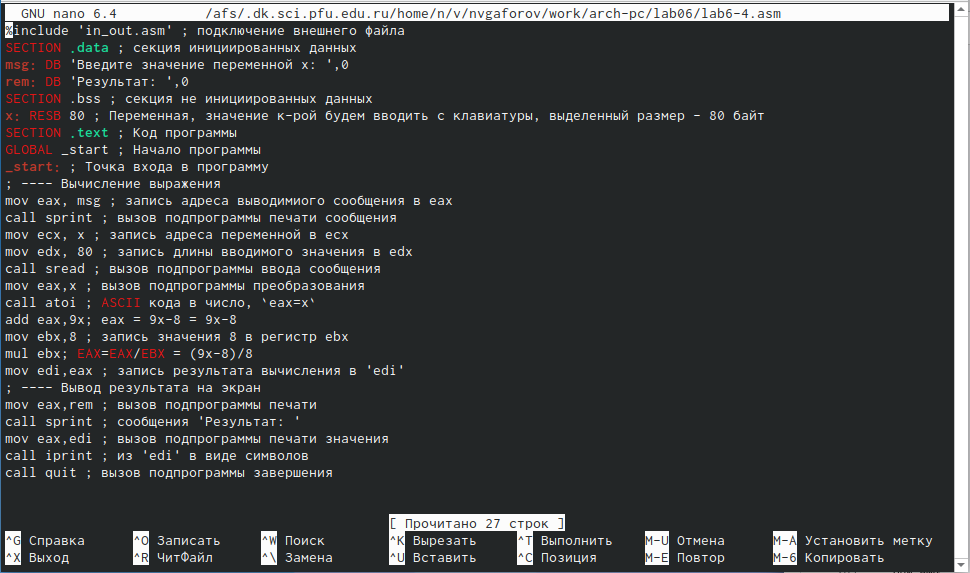 GNU nano 6.4 /afs/.dk.sci.pfu.edu.ru/home/n/v/nvgaforov/work/arch-pc/lab06/lab6-4.asm
%include 'in_out.asm' ; подключение внешнего файла
SECTION .data ; секция инициированных данных
msg: DB 'Введите значение переменной x: ',0
rem: DB 'Результат: ',0
SECTION .bss ; секция не инициированных данных
x: RESB 80 ; Переменная, значение к-рой будем вводить с клавиатуры, выделенный размер - 80 байт
SECTION .text ; Код программы
GLOBAL _start ; Начало программы
_start: ; Точка входа в программу
; ---- Вычисление выражения
mov eax, msg ; запись адреса выводимиого сообщения в eax
call sprint ; вызов подпрограммы печати сообщения
mov ecx, x ; запись адреса переменной в ecx
mov edx, 80 ; запись длины вводимого значения в edx
call sread ; вызов подпрограммы ввода сообщения
mov eax,x ; вызов подпрограммы преобразования
call atoi ; ASCII кода в число, `eax=x`
add eax,9x; eax = 9x-8 = 9x-8
mov ebx,8 ; запись значения 8 в регистр ebx
mul ebx; EAX=EAX/EBX = (9x-8)/8
mov edi,eax ; запись результата вычисления в 'edi'
; ---- Вывод результата на экран
mov eax,rem ; вызов подпрограммы печати
call sprint ; сообщения 'Результат: '
mov eax,edi ; вызов подпрограммы печати значения
call iprint ; из 'edi' в виде символов
call quit ; вызов подпрограммы завершения
[ Прочитано 27 строк ]
^G Справка ^O Записать ^W Поиск ^K Вырезать ^T Выполнить M-U Отмена M-A Установить метку
^X Выход ^R ЧитФайл ^\ Замена ^U Вставить ^C Позиция M-E Повтор M-6 Копировать